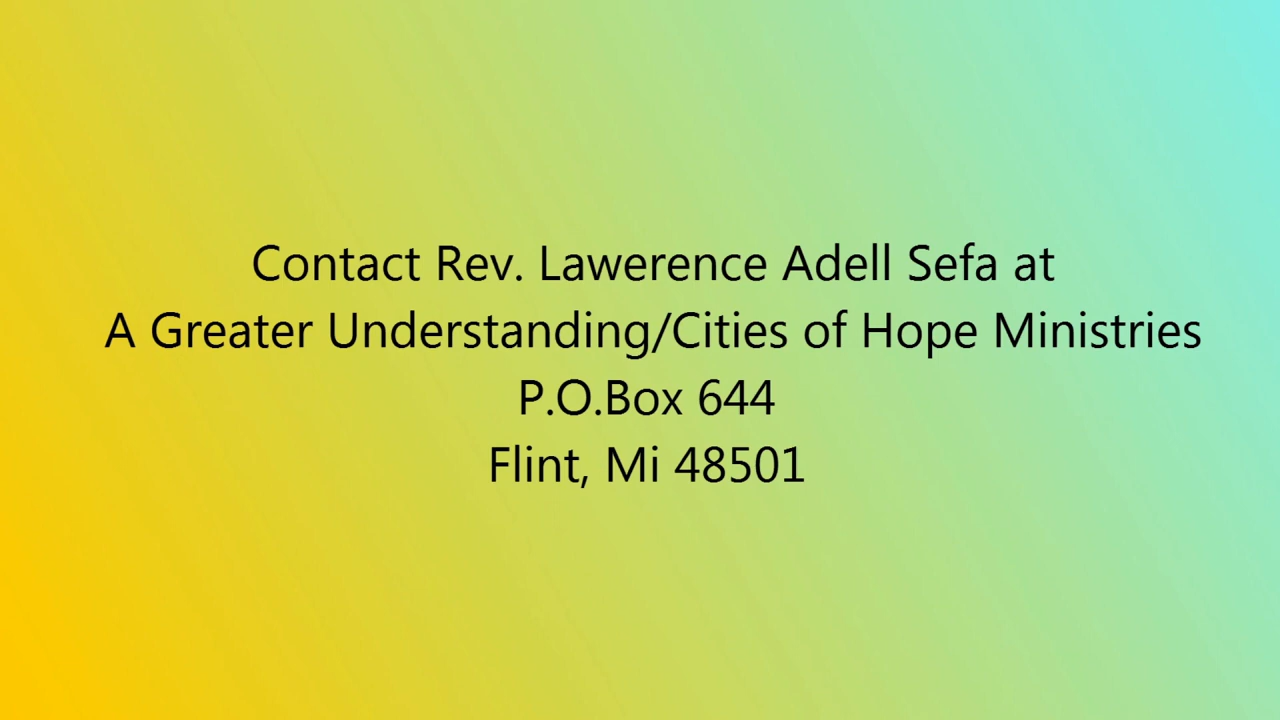 Contact Rev. Lawerence Adell Sefa at
A Greater Understanding/Cities of Hope Ministries
P.O.Box 644
Flint, Mi 48501